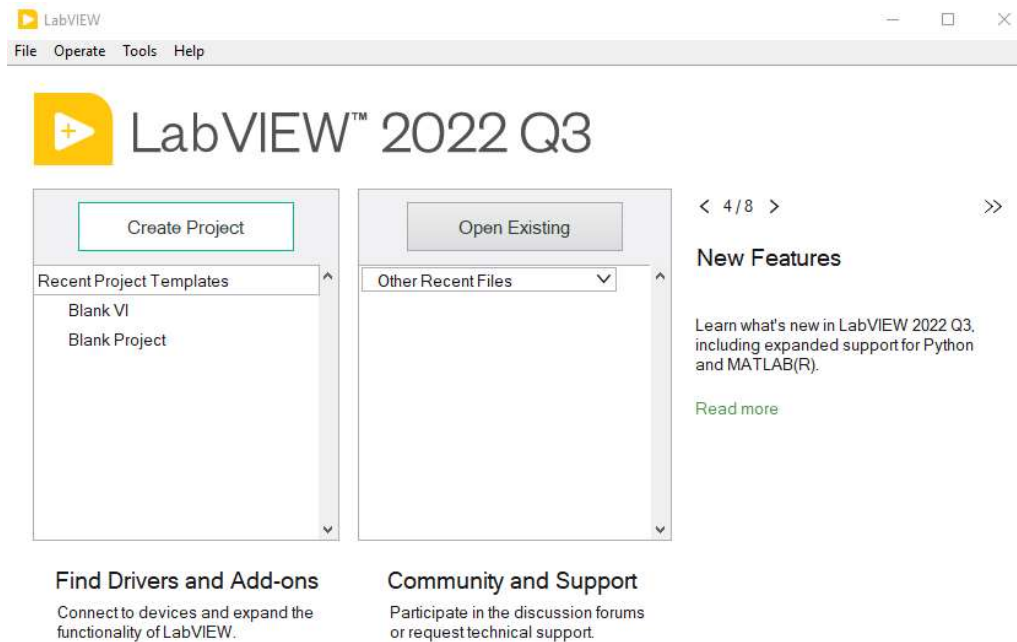 LabVIEW
File Operate Tools Help
LabVIEW™ 2022 Q3
Create Project
Recent Project Templates
Blank VI
Blank Project
Open Existing
Other Recent Files
4/8
New Features
Learn what's new in LabVIEW 2022 Q3,
including expanded support for Python
and MATLAB(R).
Read more
Find Drivers and Add-ons
Connect to devices and expand the
functionality of LabVIEW.
Community and Support
Participate in the discussion forums
or request technical support.